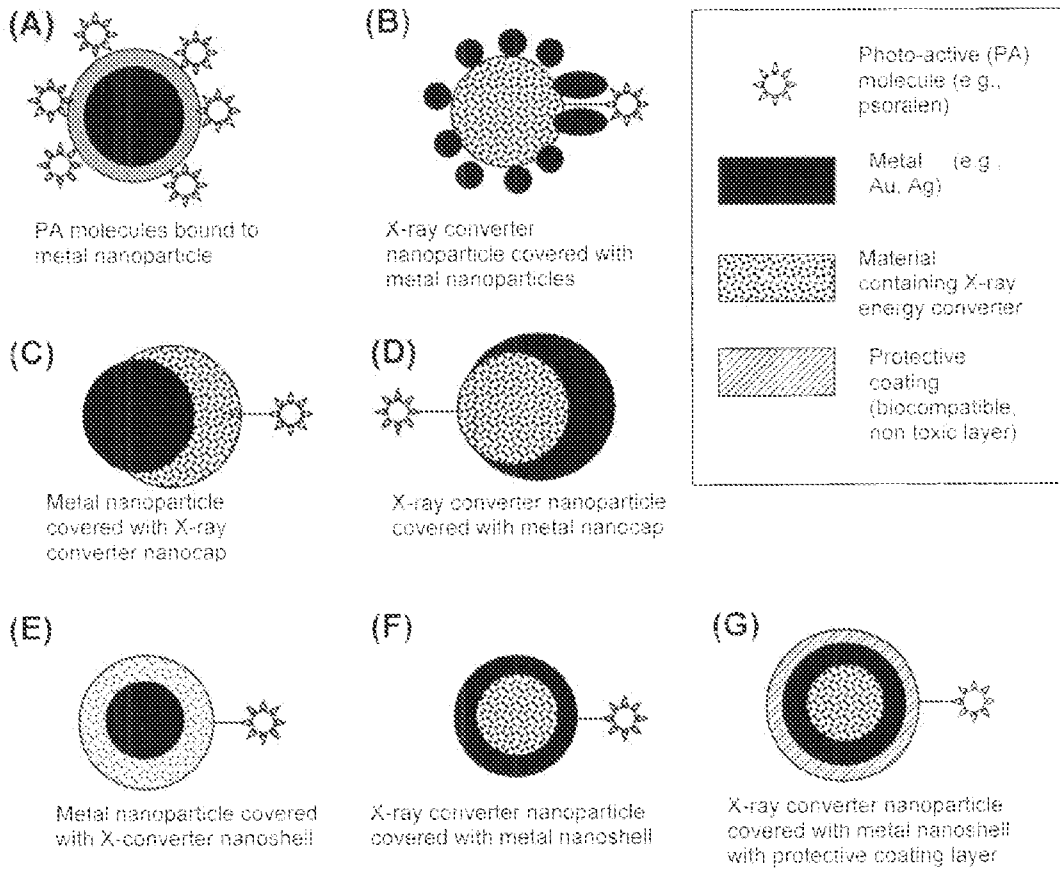 (A)
PA molecules bound to
metal nanoparticle
(B)
X-ray converter
nanoparticle covered with
metal nanoparticles
Photo-active (PA)
molecule (e.g.,
psoralen)
Metal (e.g.,
Au, Ag)
Material
containing X-ray
energy converter
Protective
coating
(biocompatible,
non toxic layer)
(C)
Metal nanoparticle
covered with X-ray
converter nanocap
(D)
X-ray converter nanoparticle
covered with metal nanocap
(E)
Metal nanoparticle covered
with X-converter nanoshell
(F)
X-ray converter nanoparticle
covered with metal nanoshell
(G)
X-ray converter nanoparticle
covered with metal nanoshell
with protective coating layer